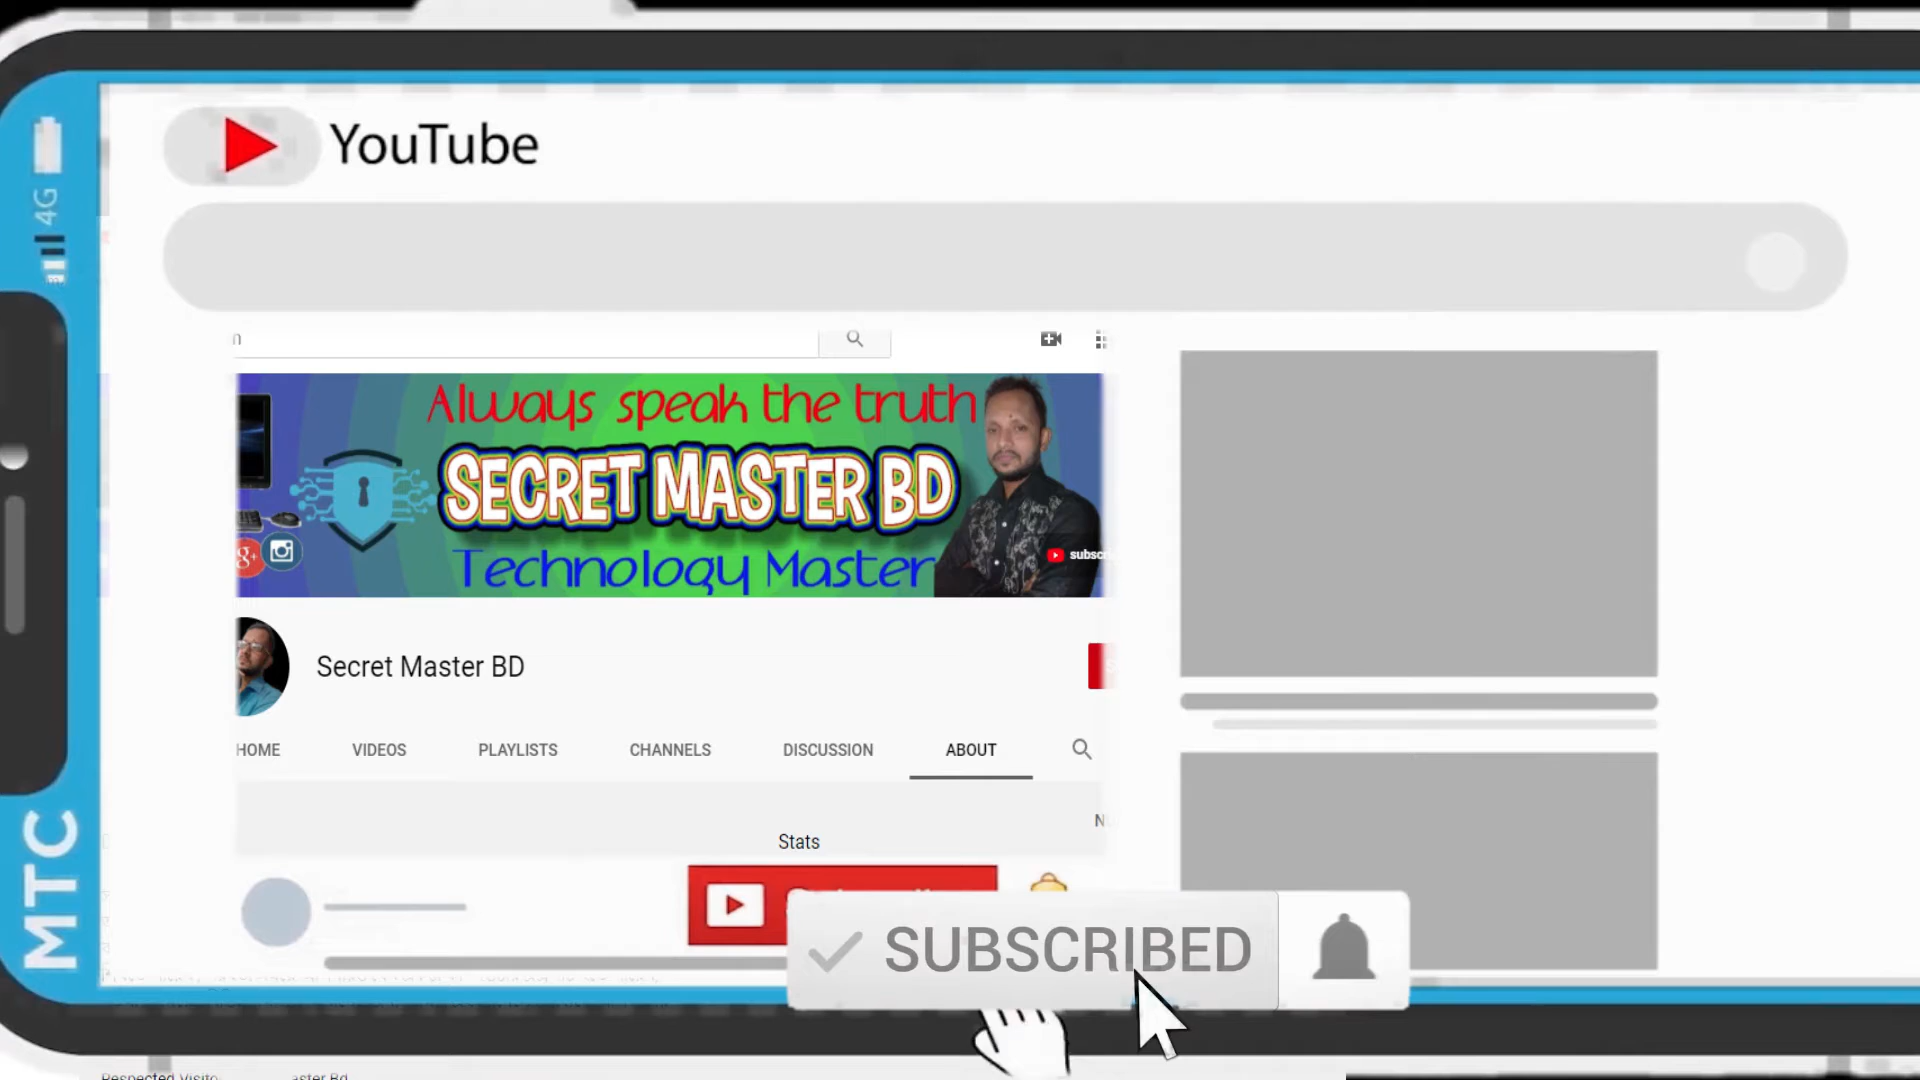 YouTube
4G
Always speak the truth
SECRET MASTER BD
Technology Master
g+
Secret Master BD
HOME VIDEOS PLAYLISTS CHANNELS DISCUSSION ABOUT
Stats
SUBSCRIBED
MTC